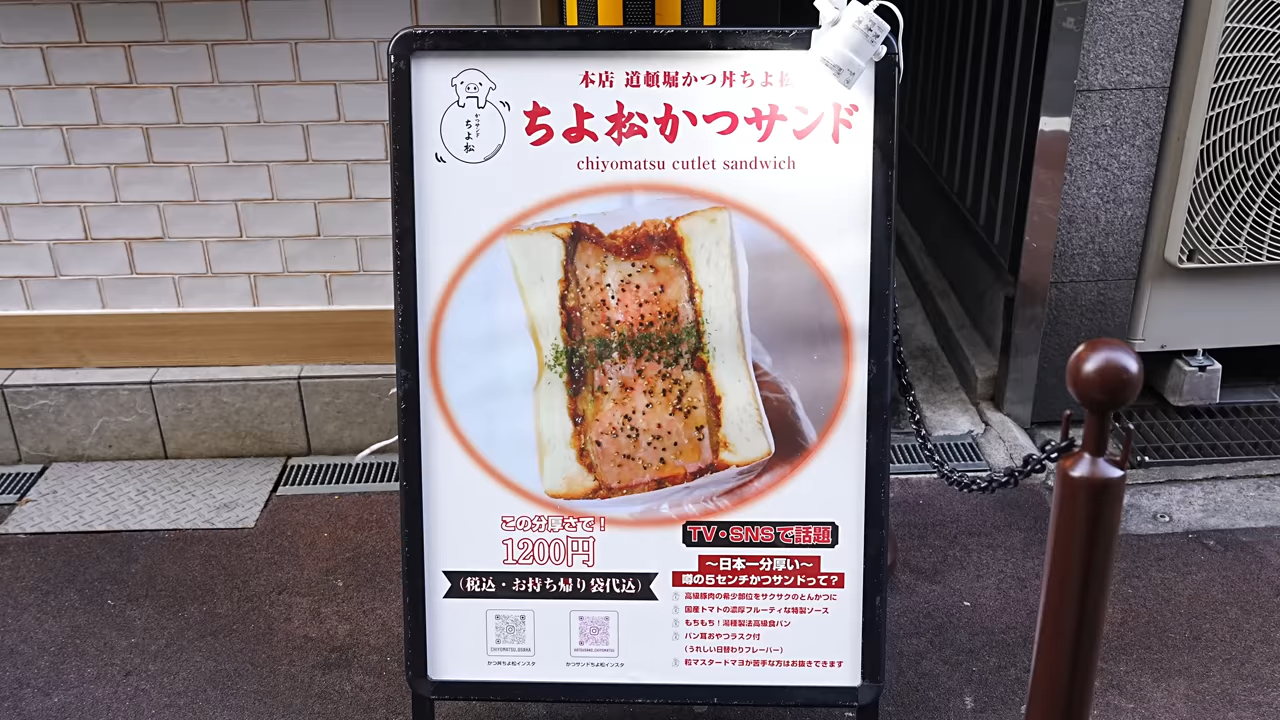 本店 道頓堀かつ丼ちよ松
ちよ松かつサンド
chiyomatsu cutlet sandwich
かつサンド
ちよ松
この分厚さで!
1200円
(税込・お持ち帰り袋代込)
CHIYOMATSU.OSAKA
かつ丼ちよ松インスタ
かつサンドちよ松インスタ
TV・SNSで話題
〜日本一分厚い〜
噂の5センチかつサンドって?
高級豚肉の希少部位をサクサクのとんかつに
国産トマトの濃厚フルーティな特製ソース
もちもち!湯種製法高級食パン
パン耳おやつラスク付
(うれしい日替わりフレーバー)
粒マスタードマヨが苦手な方はお抜きできます